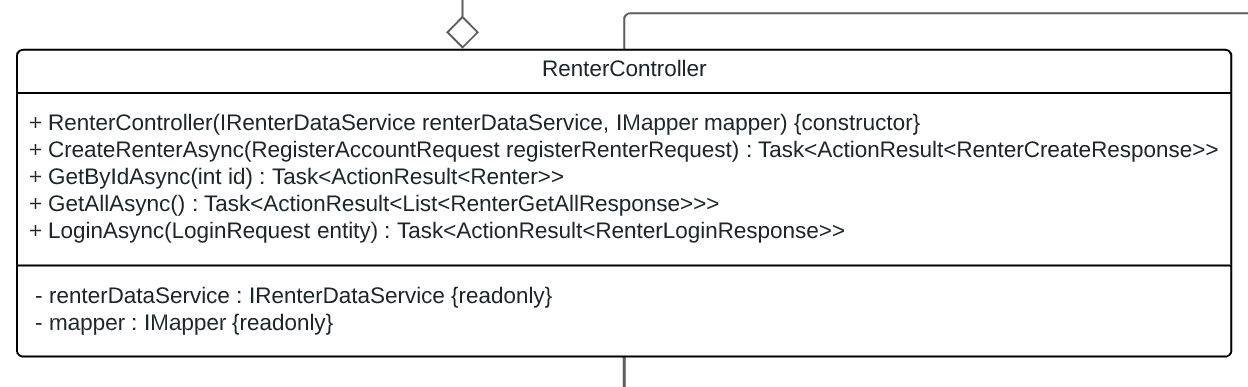 RenterController
+ RenterController(IRenterDataService renterDataService, IMapper mapper) {constructor}
+ CreateRenterAsync(RegisterAccountRequest registerRenterRequest) : Task<ActionResult<RenterCreateResponse>>
+ GetByIdAsync(int id) : Task<ActionResult<Renter>>
+ GetAllAsync() : Task<ActionResult<List<RenterGetAllResponse>>>
+ LoginAsync(LoginRequest entity) : Task<ActionResult<RenterLoginResponse>>
- renterDataService : IRenterDataService {readonly}
- mapper : IMapper {readonly}